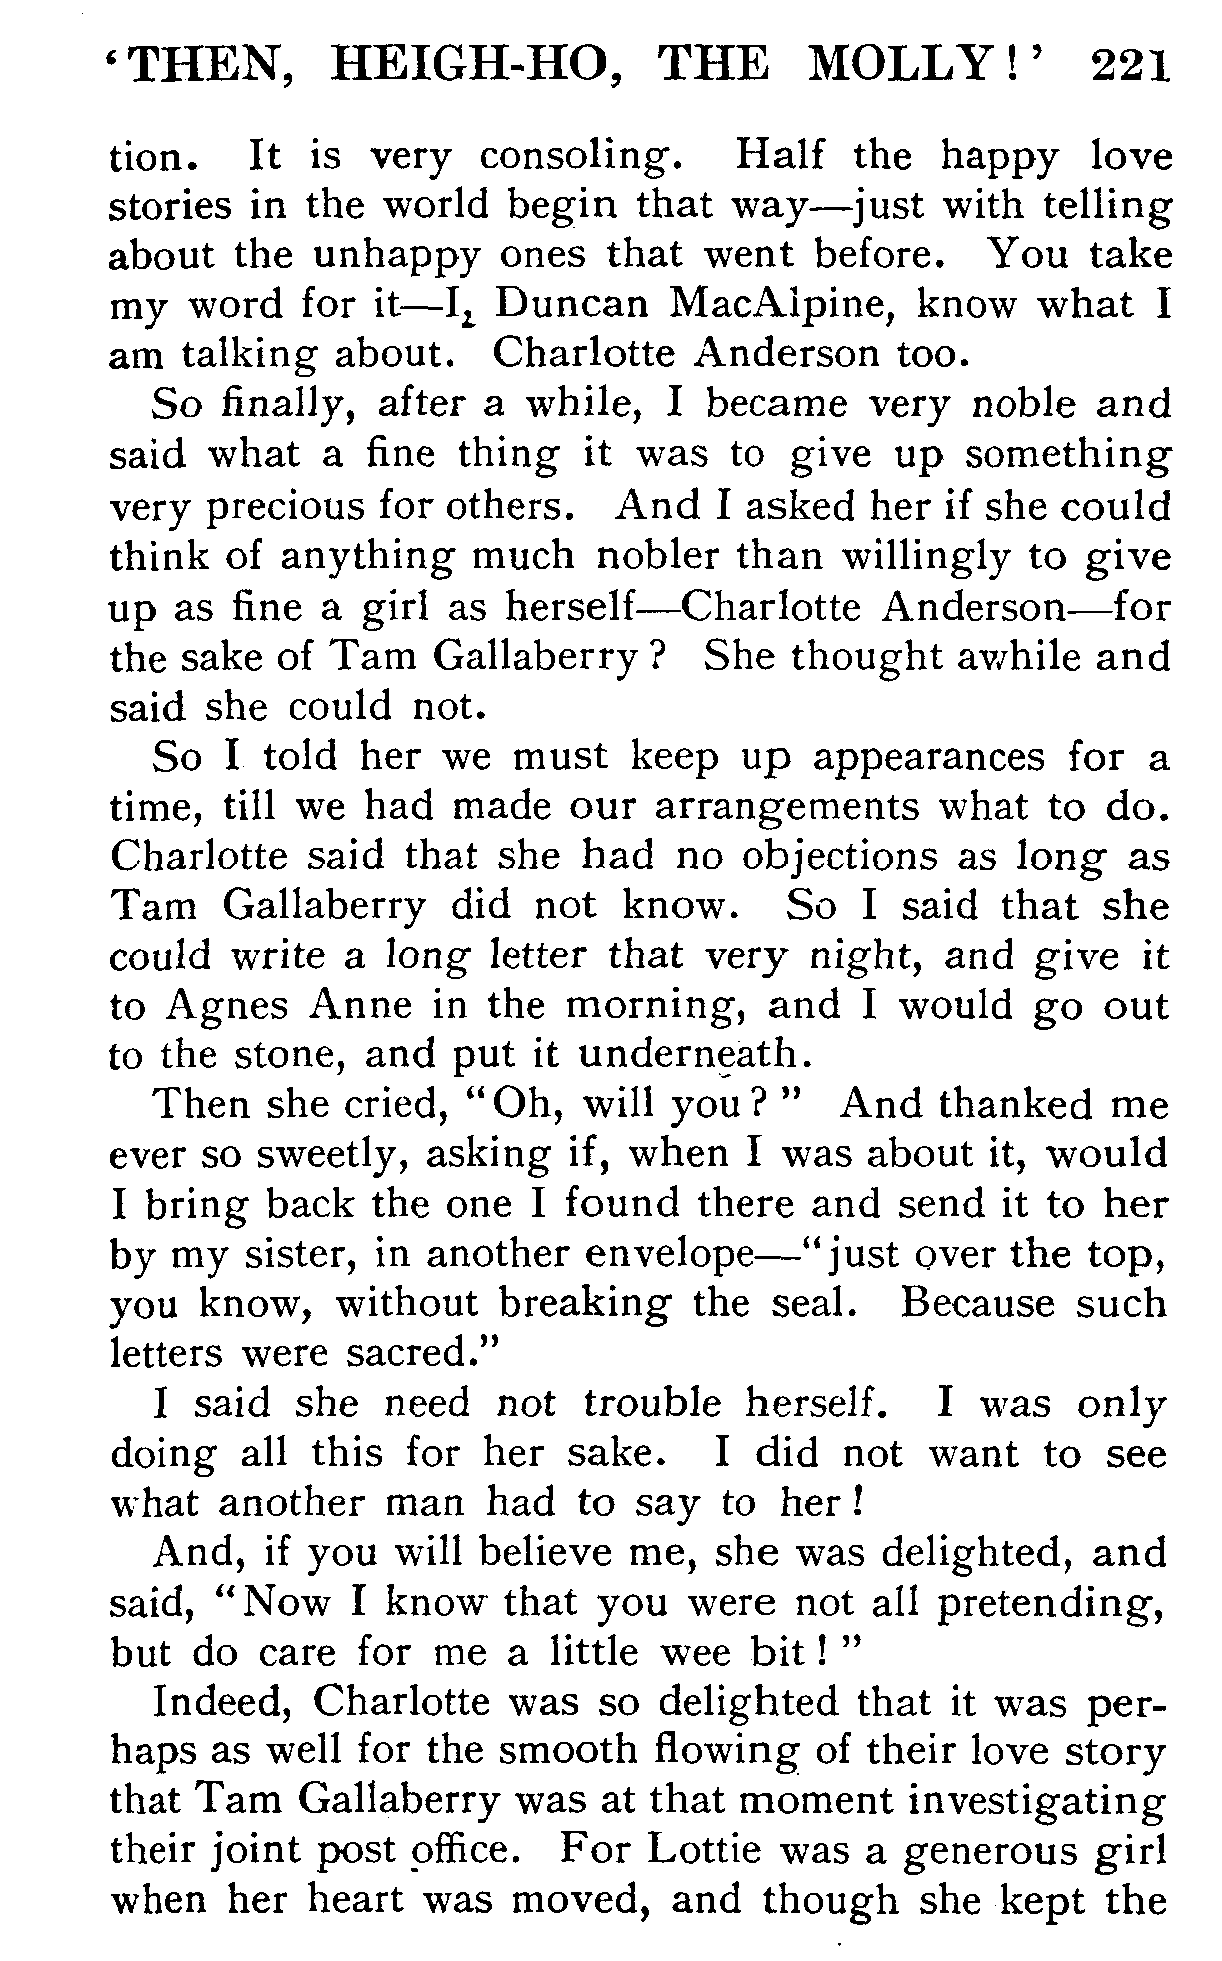 ‘THEN, HEIGH-HO, THE MOLLY!’ 221
tion. It is very consoling. Half the happy love
stories in the world begin that way—just with telling
about the unhappy ones that went before. You take
my word for it—I, Duncan MacAlpine, know what I
am talking about. Charlotte Anderson too.
So finally, after a while, I became very noble and
said what a fine thing it was to give up something
very precious for others. And I asked her if she could
think of anything much nobler than willingly to give
up as fine a girl as herself—Charlotte Anderson—for
the sake of Tam Gallaberry? She thought awhile and
said she could not.
So I told her we must keep up appearances for a
time, till we had made our arrangements what to do.
Charlotte said that she had no objections as long as
Tam Gallaberry did not know. So I said that she
could write a long letter that very night, and give it
to Agnes Anne in the morning, and I would go out
to the stone, and put it underneath.
Then she cried, “Oh, will you?” And thanked me
ever so sweetly, asking if, when I was about it, would
I bring back the one I found there and send it to her
by my sister, in another envelope—“just over the top,
you know, without breaking the seal. Because such
letters were sacred.”
I said she need not trouble herself. I was only
doing all this for her sake. I did not want to see
what another man had to say to her!
And, if you will believe me, she was delighted, and
said, “Now I know that you were not all pretending,
but do care for me a little wee bit!”
Indeed, Charlotte was so delighted that it was per-
haps as well for the smooth flowing of their love story
that Tam Gallaberry was at that moment investigating
their joint post office. For Lottie was a generous girl
when her heart was moved, and though she kept the